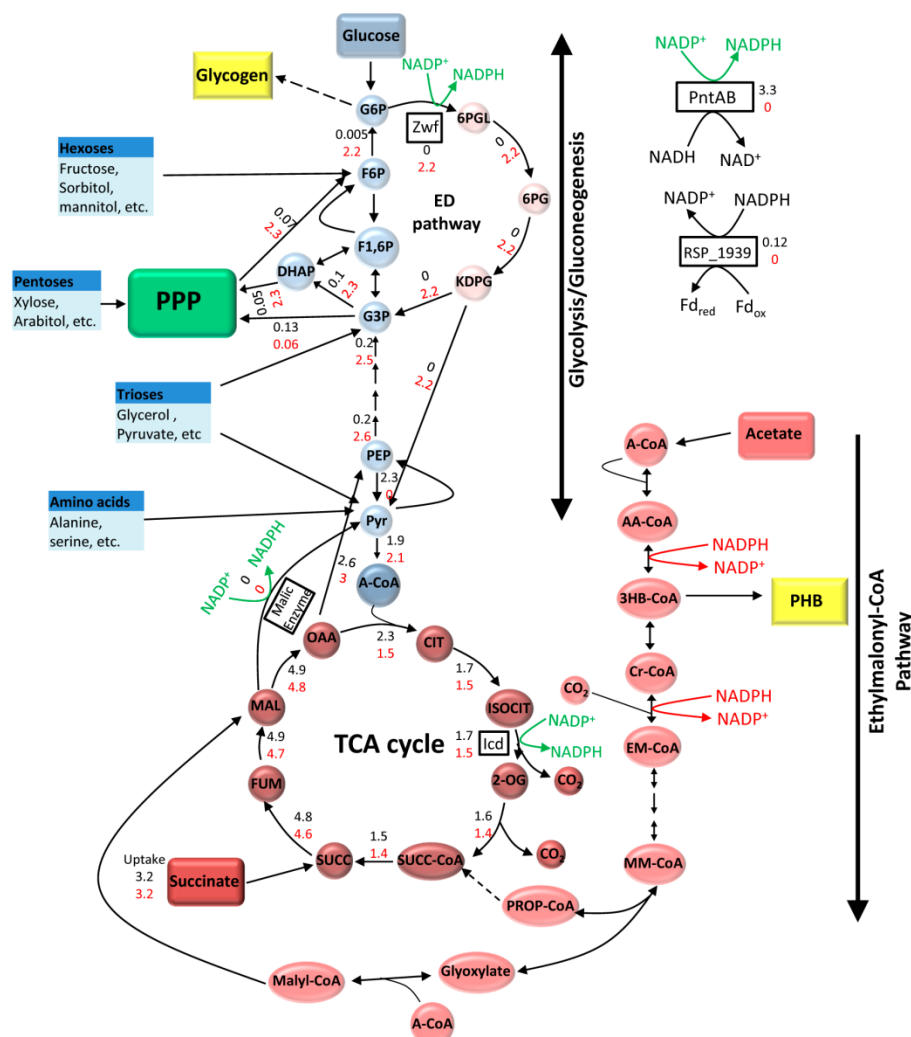 Glucose
Glycogen
NADP⁺
NADPH
G6P
Zwf
6PGL
0
2.2
0.005
2.2
0
2.2
Hexoses
Fructose,
Sorbitol,
mannitol, etc.
F6P
ED
pathway
6PG
0.07
2.3
0
2.2
F1,6P
DHAP
0.1
2.3
0.05
2.3
0
2.2
KDPG
Pentoses
Xylose,
Arabitol, etc.
PPP
G3P
0.13
0.06
0.2
2.5
0
2.2
Trioses
Glycerol ,
Pyruvate, etc
0.2
2.6
PEP
2.3
0
Amino acids
Alanine,
serine, etc.
Pyr
1.9
2.1
NADP⁺
NADPH
0
0
Malic
Enzyme
2.6
3
A-CoA
OAA
2.3
1.5
CIT
4.9
4.8
1.7
1.5
MAL
ISOCIT
4.9
4.7
TCA cycle
1.7
1.5
Icd
NADP⁺
NADPH
FUM
2-OG
CO₂
4.8
4.6
1.6
1.4
1.5
1.4
CO₂
SUCC
SUCC-CoA
Uptake
3.2
3.2
Succinate
PROP-CoA
Malyl-CoA
Glyoxylate
A-CoA
Glycolysis/Gluconeogenesis
NADP⁺
NADPH
PntAB
3.3
0
NADH
NAD⁺
NADP⁺
NADPH
RSP_1939
0.12
0
Fd_red
Fd_ox
A-CoA
Acetate
AA-CoA
NADPH
NADP⁺
3HB-CoA
PHB
Cr-CoA
CO₂
NADPH
NADP⁺
EM-CoA
MM-CoA
Ethylmalonyl-CoA
Pathway